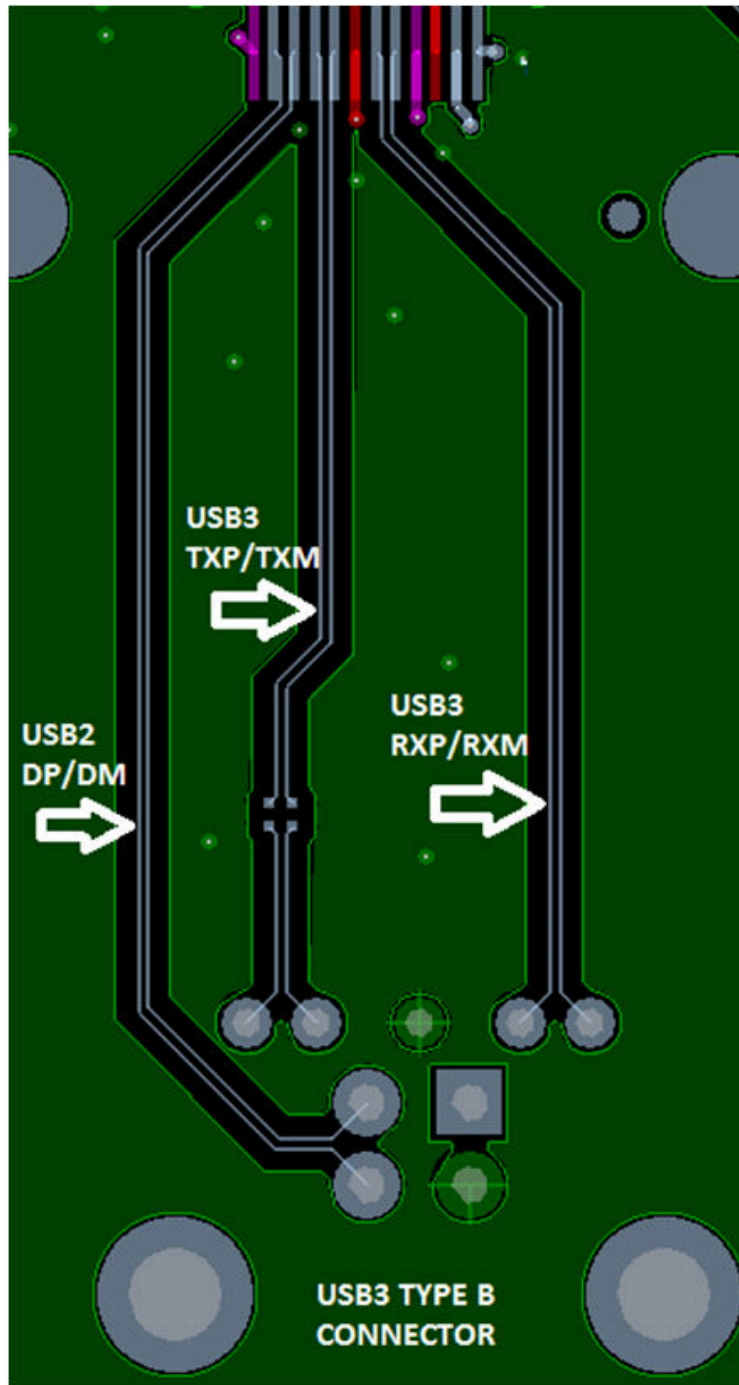 USB3
TXP/TXM
USB3
RXP/RXM
USB2
DP/DM
USB3 TYPE B
CONNECTOR